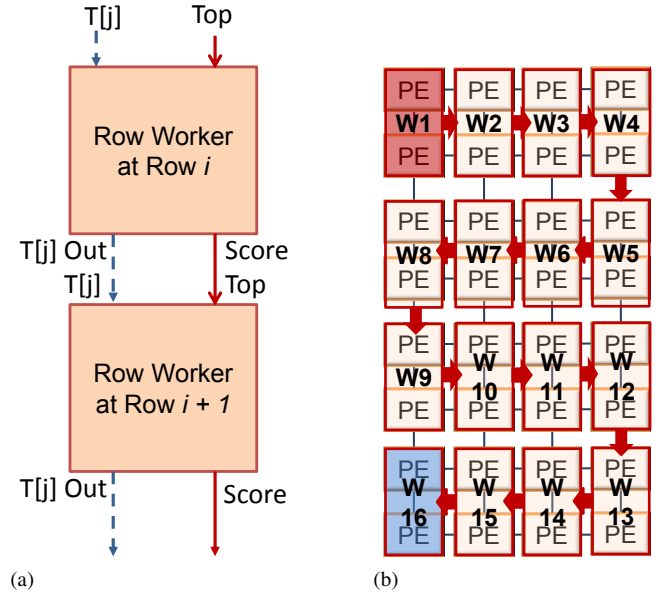 T[j]
Top
Row Worker
at Row i
T[j] Out
Score
T[j]
Top
Row Worker
at Row i + 1
T[j] Out
Score
(a)
PE PE PE PE
W1 W2 W3 W4
PE PE PE PE
PE PE PE PE
W8 W7 W6 W5
PE PE PE PE
PE PE PE PE
W9 W 10 W 11 W 12
PE PE PE PE
PE PE PE PE
W 16 W 15 W 14 W 13
PE PE PE PE
(b)